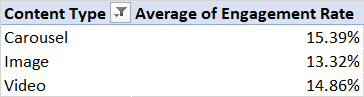 Content Type Average of Engagement Rate
Carousel 15.39%
Image 13.32%
Video 14.86%